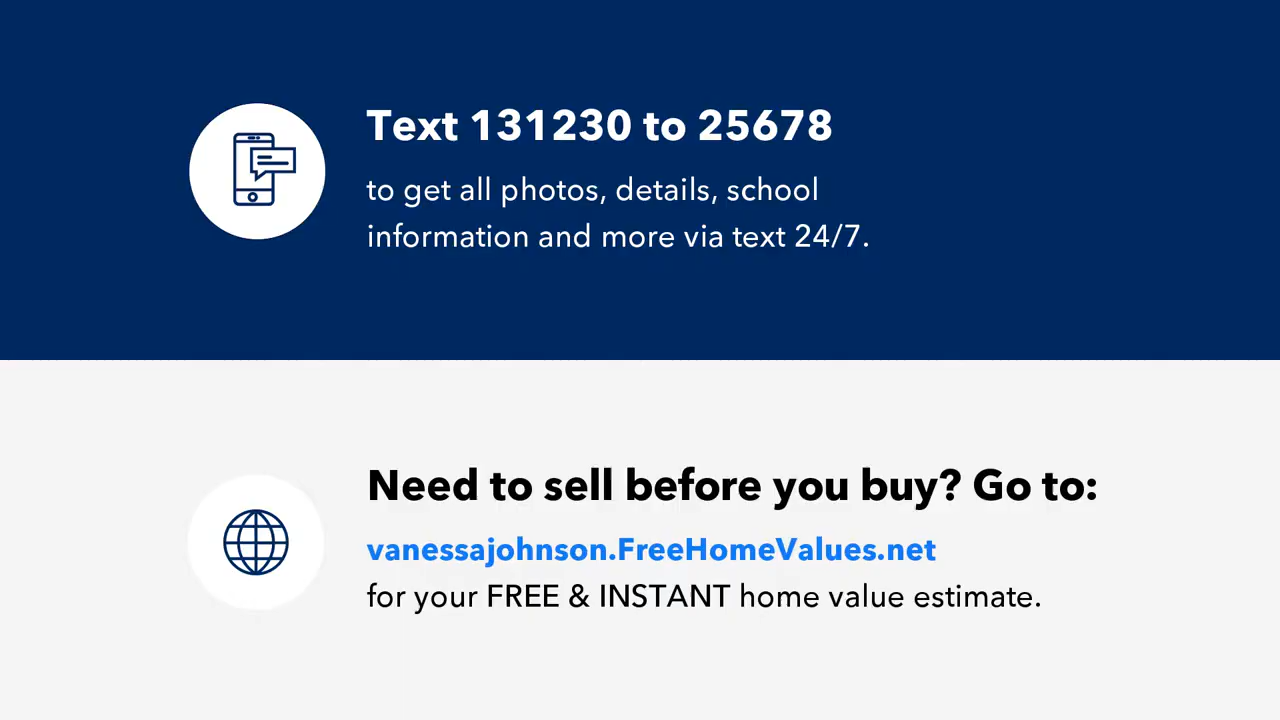 Text 131230 to 25678
to get all photos, details, school
information and more via text 24/7.
Need to sell before you buy? Go to:
vanessajohnson.FreeHomeValues.net
for your FREE & INSTANT home value estimate.